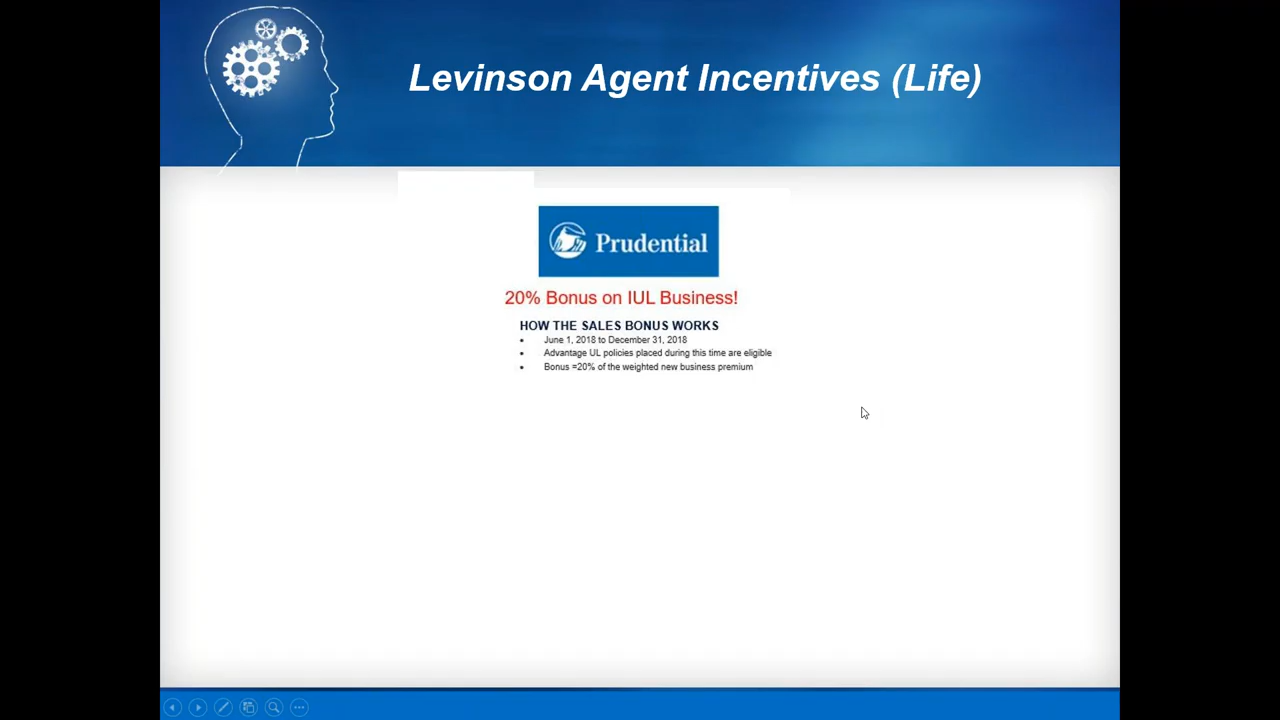 Levinson Agent Incentives (Life)
Prudential
20% Bonus on IUL Business!
HOW THE SALES BONUS WORKS
• June 1, 2018 to December 31, 2018
• Advantage UL policies placed during this time are eligible
• Bonus =20% of the weighted new business premium